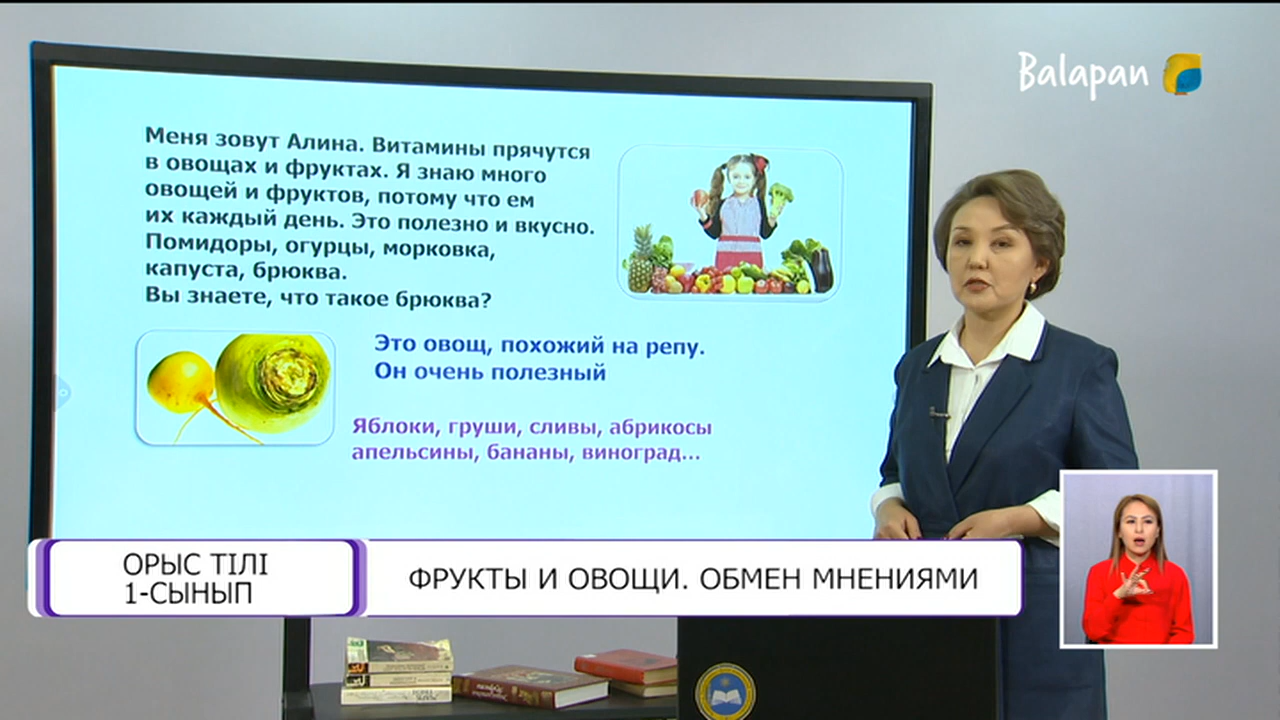 Balapan
Меня зовут Алина. Витамины прячутся
в овощах и фруктах. Я знаю много
овощей и фруктов, потому что ем
их каждый день. Это полезно и вкусно.
Помидоры, огурцы, морковка,
капуста, брюква.
Вы знаете, что такое брюква?
Это овощ, похожий на репу.
Он очень полезный
Яблоки, груши, сливы, абрикосы
апельсины, бананы, виноград...
ОРЫС ТІЛІ
1-СЫНЫП
ФРУКТЫ И ОВОЩИ. ОБМЕН МНЕНИЯМИ